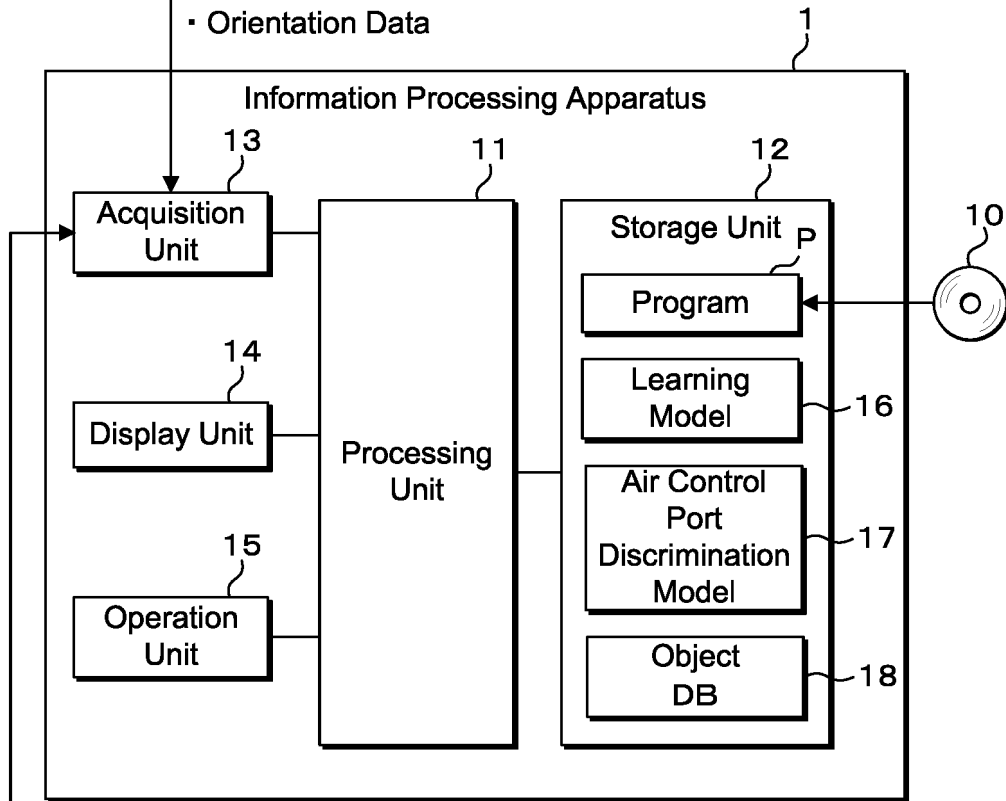 · Orientation Data
1
Information Processing Apparatus
13
11
12
Acquisition
Unit
Storage Unit
P
10
Program
14
Learning
Model
16
Display Unit
Processing
Unit
Air Control
Port
Discrimination
Model
17
15
Operation
Unit
Object
DB
18